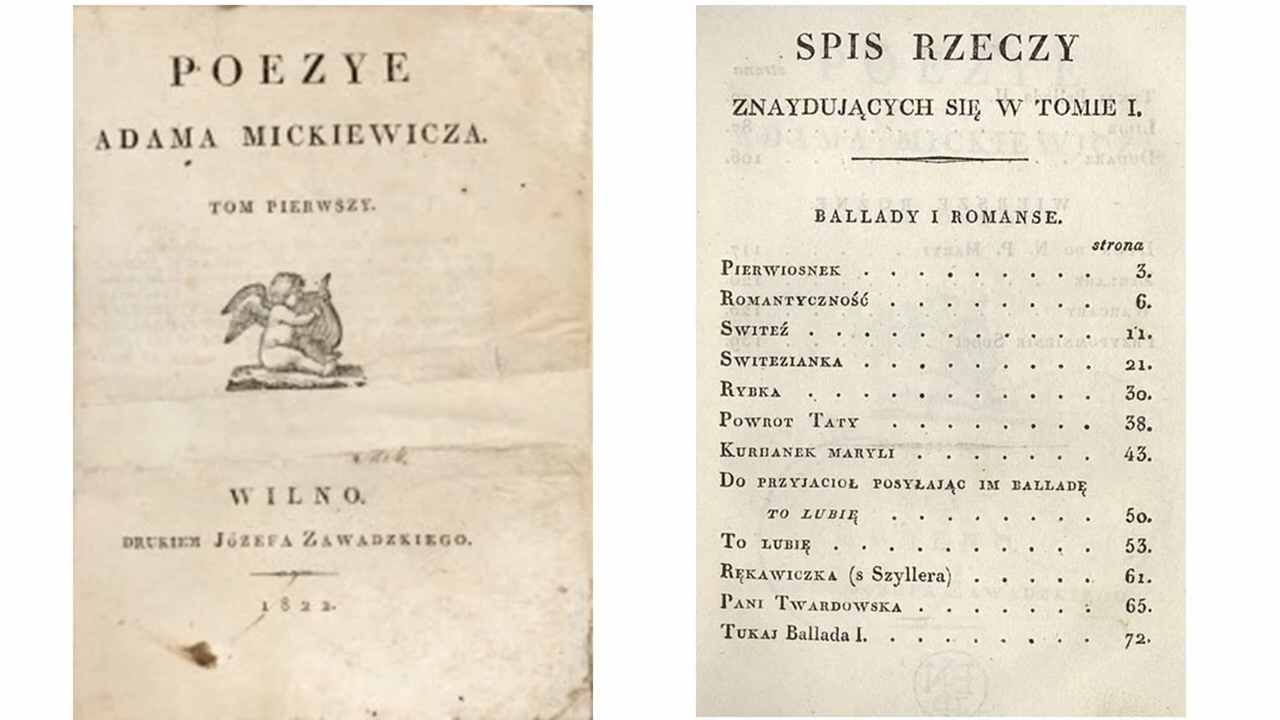 POEZYE
ADAMA MICKIEWICZA.
TOM PIERWSZY.
WILNO.
DRUKIEM JÓZEFA ZAWADZKIEGO.
1822.
SPIS RZECZY
ZNAYDUJĄCYCH SIĘ W TOMIE I.
BALLADY I ROMANSE.
strona
PIERWIOSNEK . . . . . . . . . 3.
ROMANTYCZNOŚĆ . . . . . . . . 6.
SWITEŹ . . . . . . . . . . . 11.
SWITEZIANKA . . . . . . . . . 21.
RYBKA . . . . . . . . . . . 30.
POWROT TATY . . . . . . . . 38.
KURHANEK MARYLI . . . . . . . 43.
DO PRZYJACIOŁ POSYŁAJĄC IM BALLADĘ
TO LUBIĘ . . . . . . . . 50.
TO LUBIĘ . . . . . . . . . . 53.
RĘKAWICZKA (s Szyllera) . . . . . 61.
PANI TWARDOWSKA . . . . . . . 65.
TUKAJ Ballada I. . . . . . . . . 72.